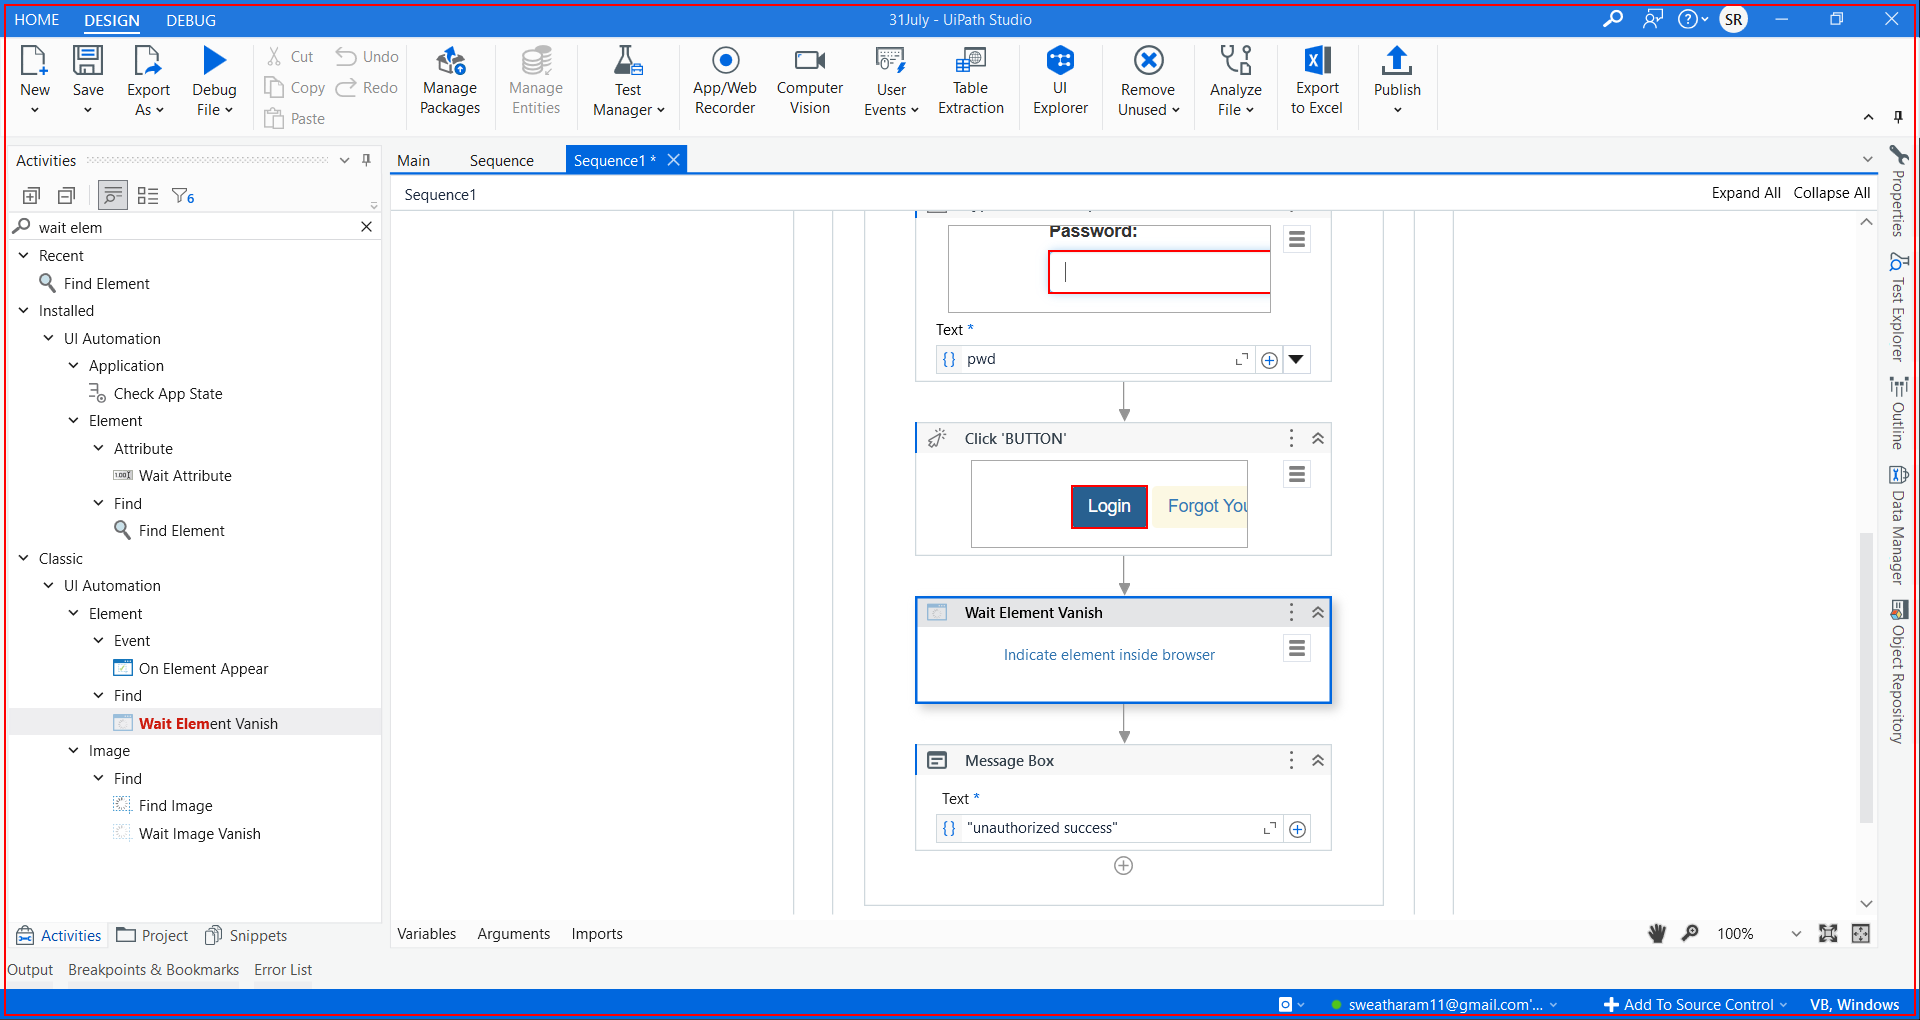 HOME DESIGN DEBUG 31July - UiPath Studio SR
New Save Export As Debug File
Cut Copy Paste Undo Redo
Manage Packages Manage Entities Test Manager App/Web Recorder Computer Vision User Events Table Extraction UI Explorer Remove Unused Analyze File Export to Excel Publish
Activities
6
wait elem
Recent
Find Element
Installed
UI Automation
Application
Check App State
Element
Attribute
Wait Attribute
Find
Find Element
Classic
UI Automation
Element
Event
On Element Appear
Find
Wait Element Vanish
Image
Find
Find Image
Wait Image Vanish
Activities Project Snippets
Main Sequence Sequence1 *
Sequence1 Expand All Collapse All
Password:
Text *
{} pwd
Click 'BUTTON'
Login Forgot You
Wait Element Vanish
Indicate element inside browser
Message Box
Text *
{} "unauthorized success"
Variables Arguments Imports 100%
Properties
Test Explorer
Outline
Data Manager
Object Repository
Output Breakpoints & Bookmarks Error List
sweatharam11@gmail.com'... Add To Source Control VB, Windows